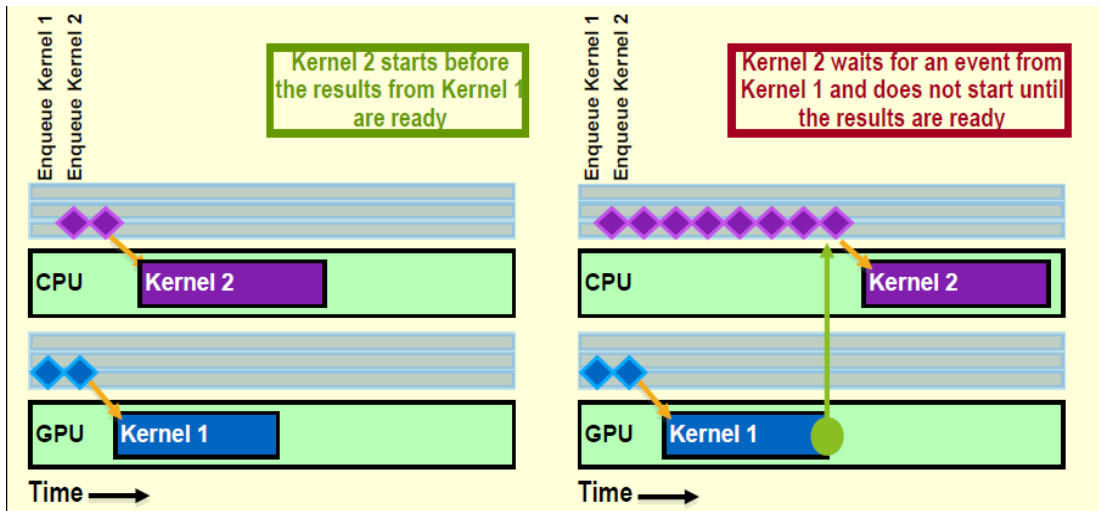 Enqueue Kernel 1
Enqueue Kernel 2
Kernel 2 starts before
the results from Kernel 1
are ready
CPU
Kernel 2
GPU
Kernel 1
Time
Enqueue Kernel 1
Enqueue Kernel 2
Kernel 2 waits for an event from
Kernel 1 and does not start until
the results are ready
CPU
Kernel 2
GPU
Kernel 1
Time